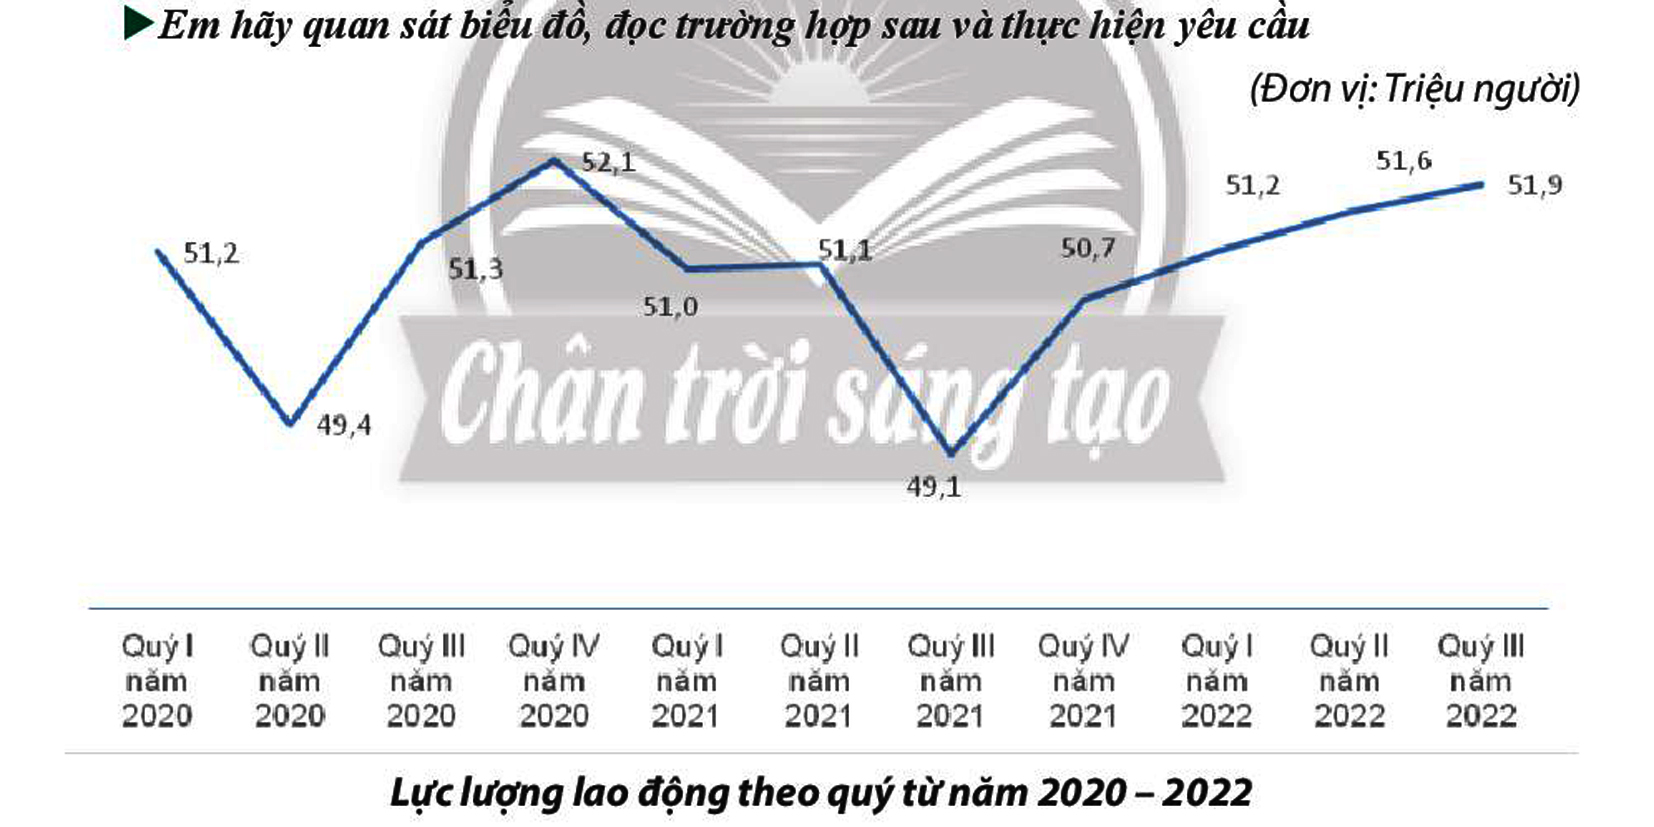 Em hãy quan sát biểu đồ, đọc trường hợp sau và thực hiện yêu cầu
(Đơn vị: Triệu người)
51,2
49,4
51,3
52,1
51,0
51,1
49,1
50,7
51,2
51,6
51,9
Chân trời sáng tạo
Quý I năm 2020
Quý II năm 2020
Quý III năm 2020
Quý IV năm 2020
Quý I năm 2021
Quý II năm 2021
Quý III năm 2021
Quý IV năm 2021
Quý I năm 2022
Quý II năm 2022
Quý III năm 2022
Lực lượng lao động theo quý từ năm 2020 – 2022